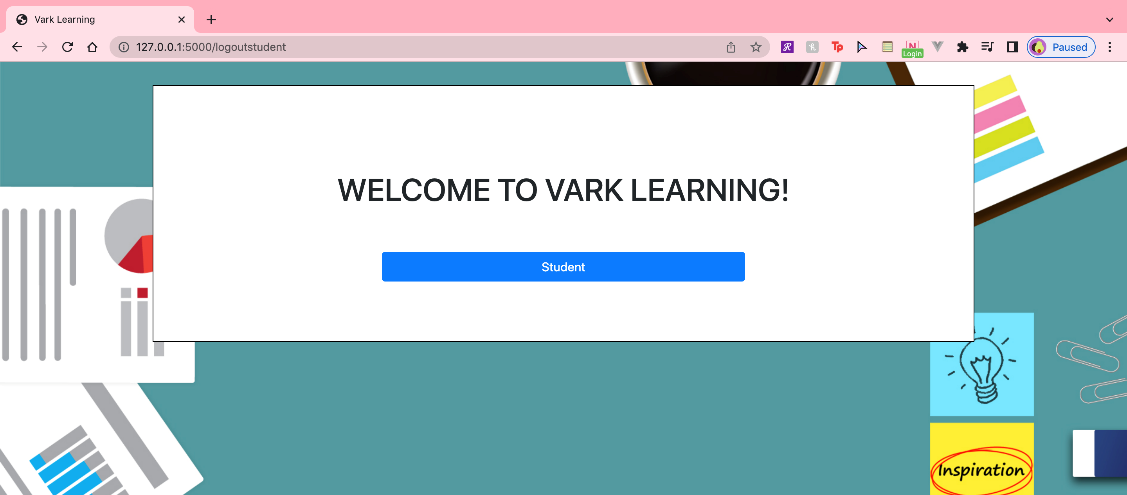 Vark Learning
127.0.0.1:5000/logoutstudent
Login
Paused
WELCOME TO VARK LEARNING!
Student
Inspiration